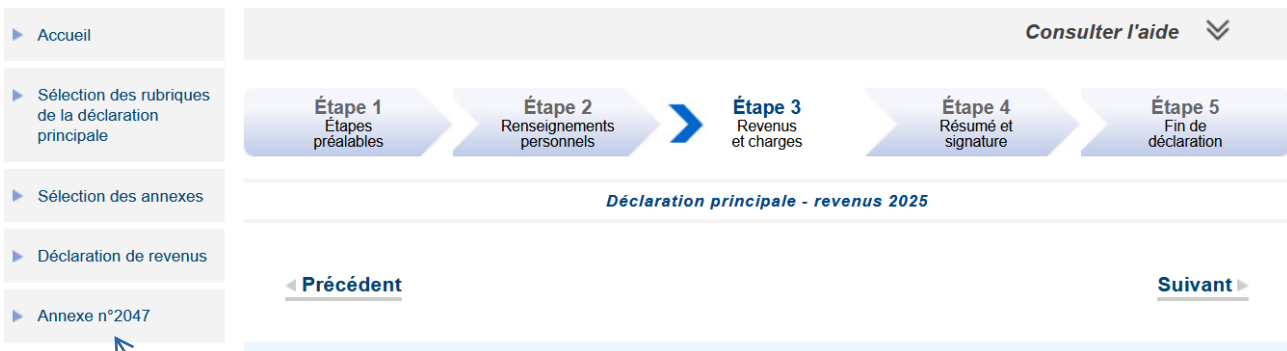 Accueil
Sélection des rubriques
de la déclaration
principale
Sélection des annexes
Déclaration de revenus
Annexe n°2047
Consulter l'aide
Étape 1
Étapes
préalables
Étape 2
Renseignements
personnels
Étape 3
Revenus
et charges
Étape 4
Résumé et
signature
Étape 5
Fin de
déclaration
Déclaration principale - revenus 2025
Précédent
Suivant